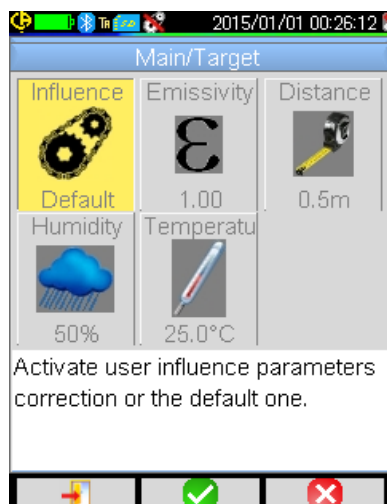 TR 2015/01/01 00:26:12
Main/Target
Influence Emissivity Distance
ε
Default 1.00 0.5m
Humidity Temperatu
50% 25.0°C
Activate user influence parameters
correction or the default one.